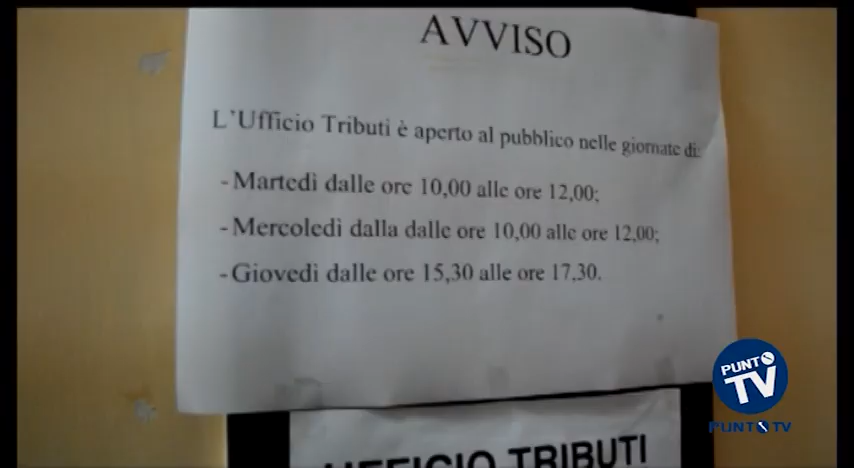 AVVISO
L'Ufficio Tributi è aperto al pubblico nelle giornate di:
- Martedì dalle ore 10,00 alle ore 12,00;
- Mercoledì dalla dalle ore 10,00 alle ore 12,00;
- Giovedì dalle ore 15,30 alle ore 17,30.
UFFICIO TRIBUTI
PUNTO
TV
PUNTO TV